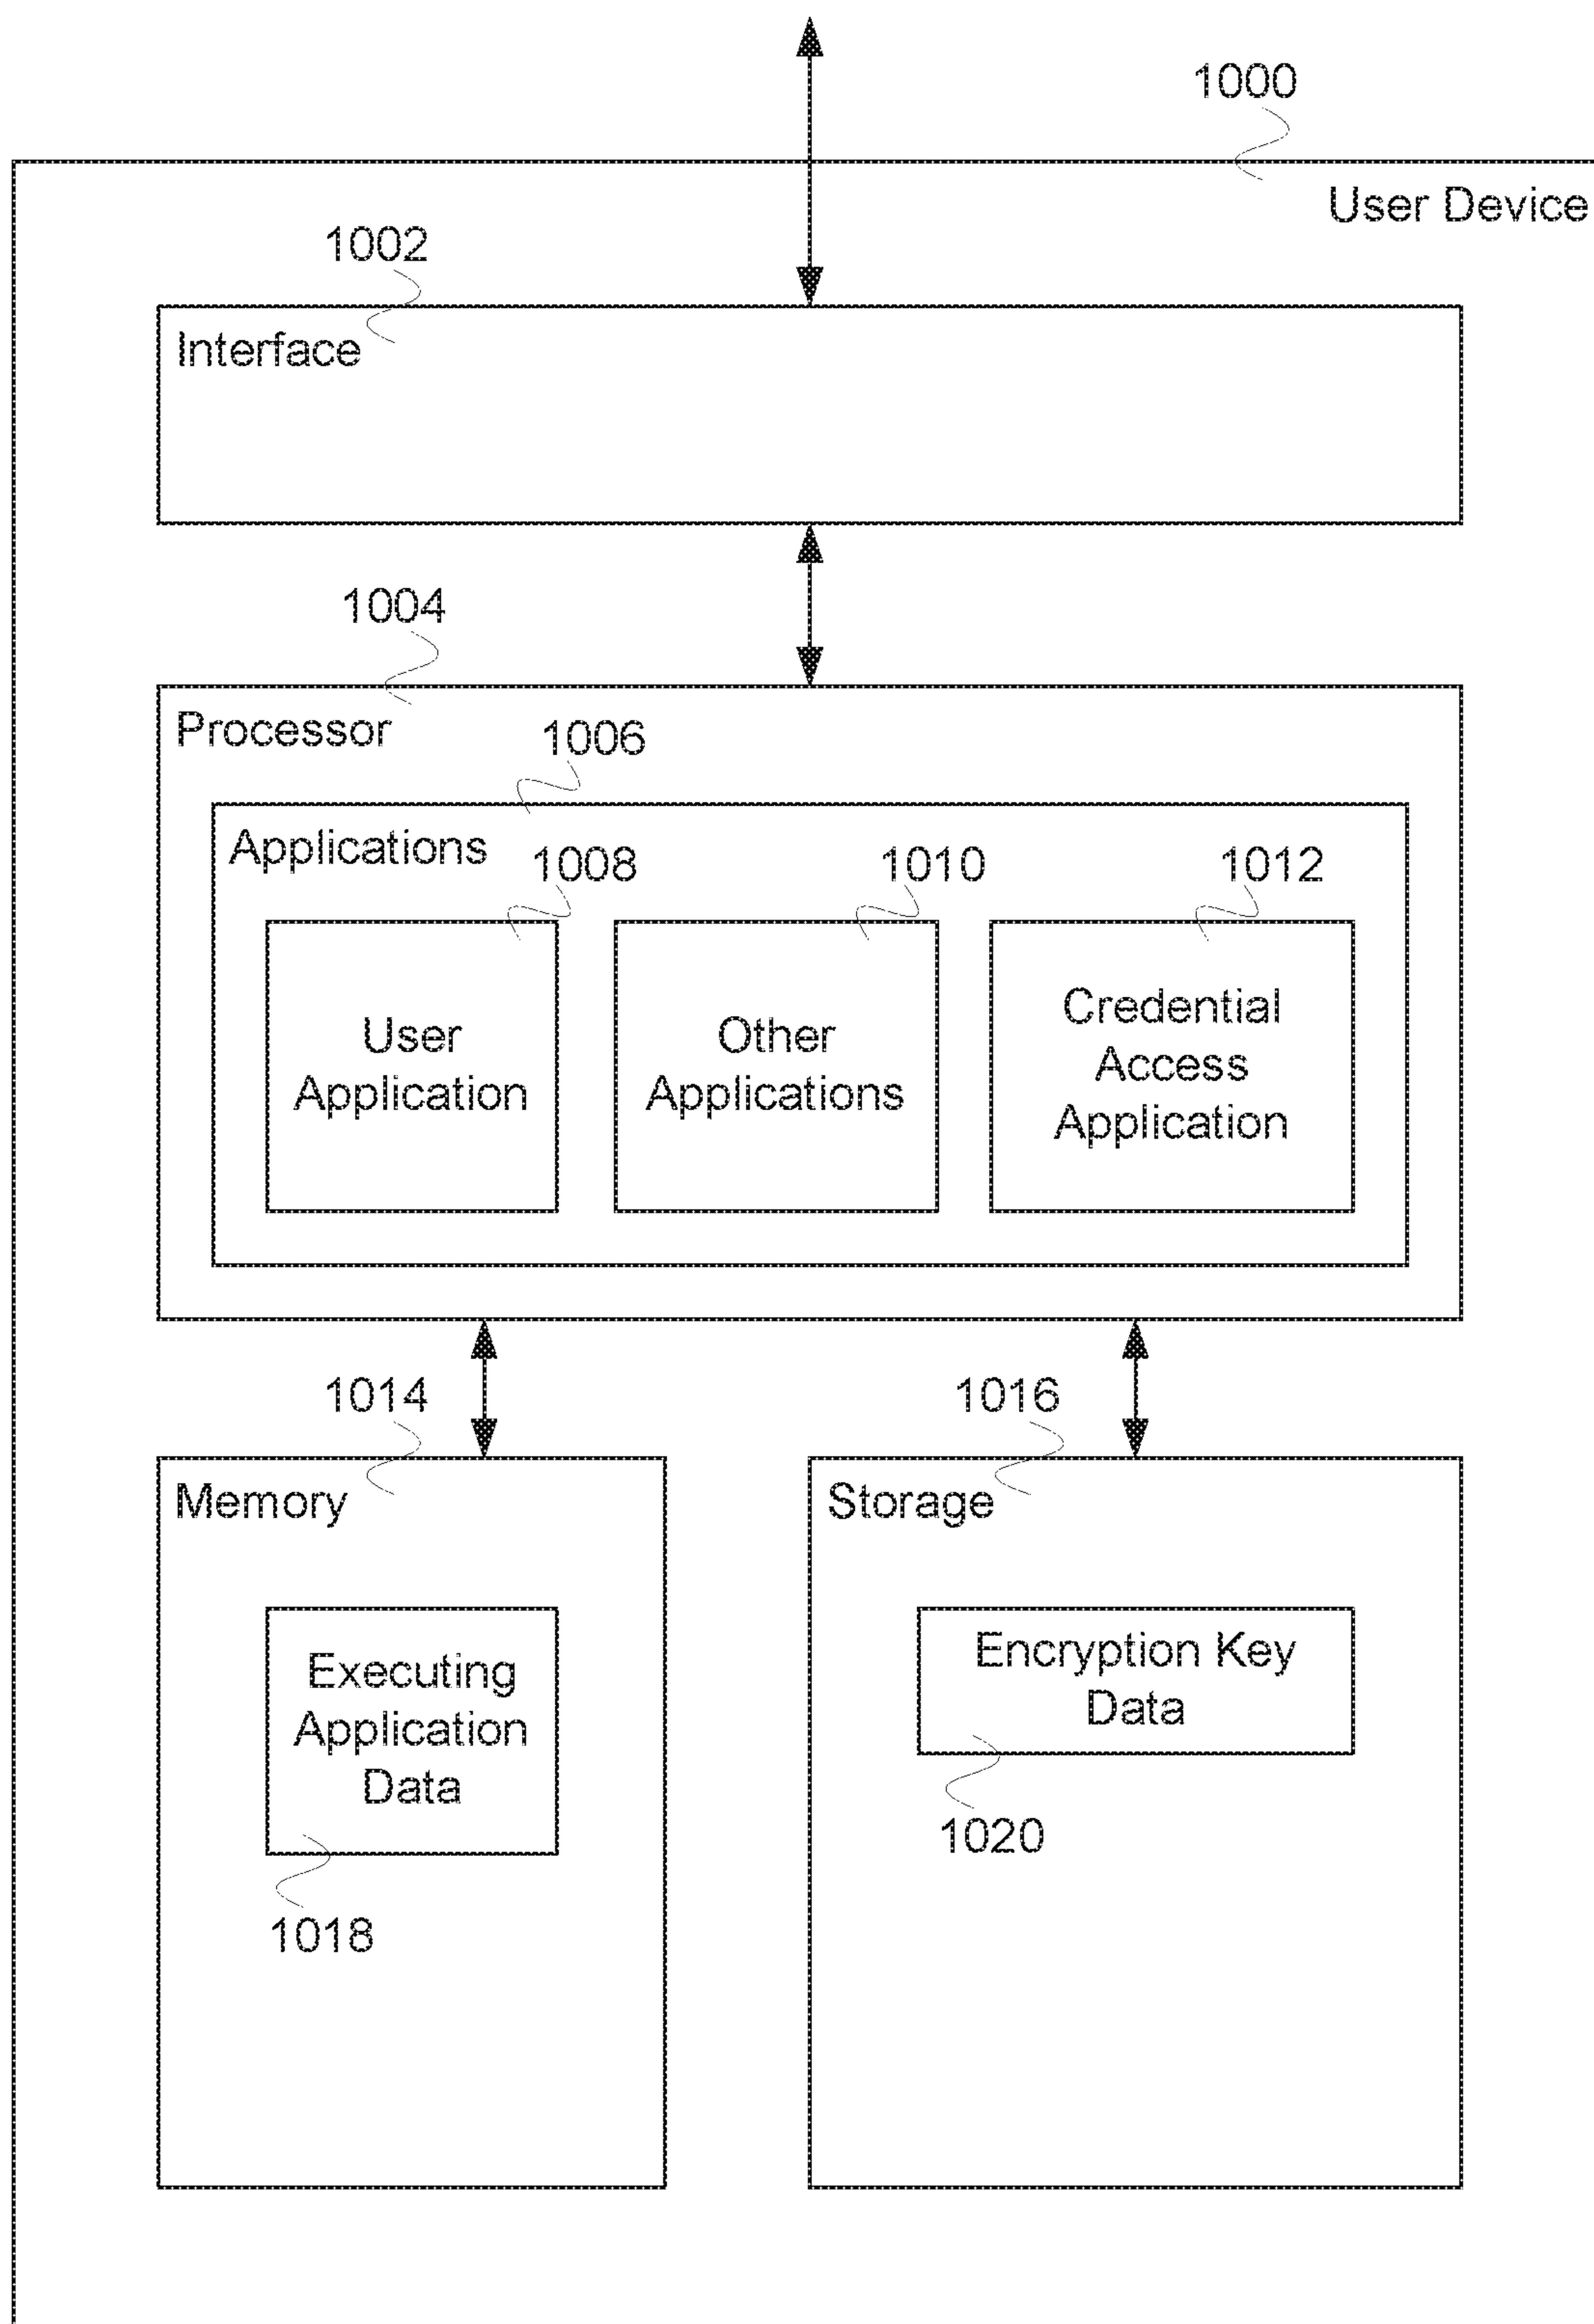 1000
User Device
1002
Interface
1004
Processor
1006
Applications
1008
1010
1012
User
Application
Other
Applications
Credential
Access
Application
1014
1016
Memory
Storage
Executing
Application
Data
Encryption Key
Data
1020
1018